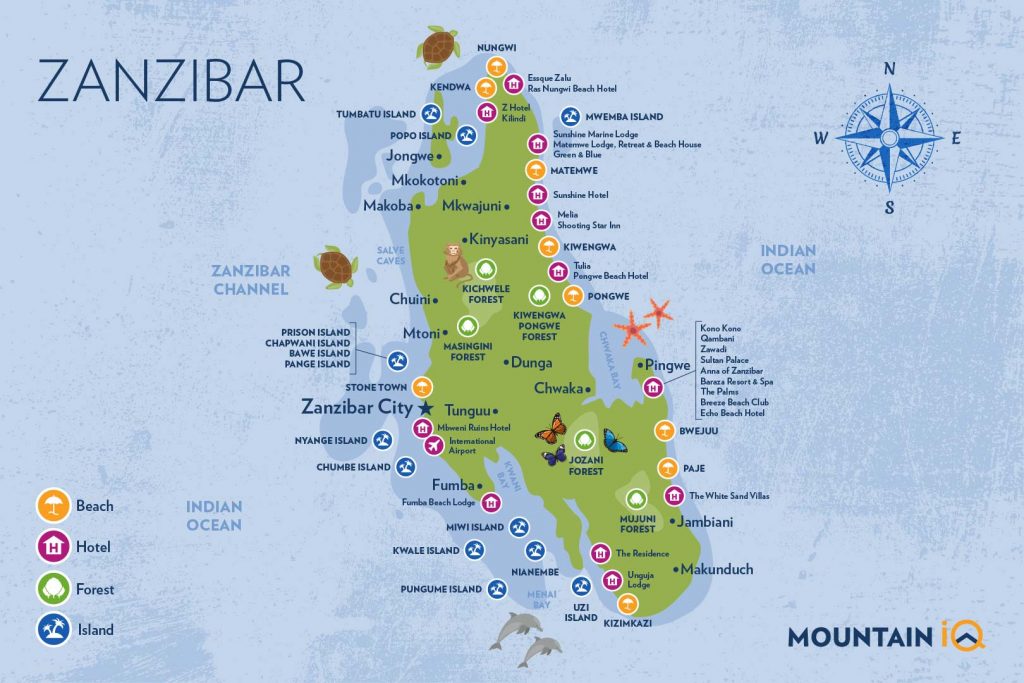 ZANZIBAR
NUNGWI
Essque Zalu
Ras Nungwi Beach Hotel
KENDWA
Z Hotel
Kilindi
TUMBATU ISLAND
MWEMBA ISLAND
POPO ISLAND
Sunshine Marine Lodge
Matemwe Lodge, Retreat & Beach House
Green & Blue
Jongwe
MATEMWE
Mkokotoni
Sunshine Hotel
Makoba
Mkwajuni
Melia
Shooting Star Inn
Kinyasani
KIWENGWA
SALVE
CAVES
Tulia
Pongwe Beach Hotel
KICHWELE
FOREST
PONGWE
KIWENGWA
PONGWE
FOREST
Chuini
Mtoni
MASINGINI
FOREST
CHWAKA BAY
PRISON ISLAND
CHAPWANI ISLAND
BAWE ISLAND
PANGE ISLAND
Dunga
Pingwe
Kono Kono
Qambani
Zawadi
Sultan Palace
Anna of Zanzibar
Baraza Resort & Spa
The Palms
Breeze Beach Club
Echo Beach Hotel
Chwaka
STONE TOWN
Zanzibar City
Tunguu
Mbweni Ruins Hotel
BWEJUU
NYANGE ISLAND
International
Airport
CHUMBE ISLAND
JOZANI
FOREST
PAJE
KWANI
BAY
Fumba
Fumba Beach Lodge
The White Sand Villas
MUJUNI
FOREST
Jambiani
MIWI ISLAND
KWALE ISLAND
NIANEMBE
The Residence
Makunduch
PUNGUME ISLAND
MENAI
BAY
UZI
ISLAND
Unguja
Lodge
KIZIMKAZI
ZANZIBAR
CHANNEL
INDIAN
OCEAN
INDIAN
OCEAN
N
W
E
S
Beach
Hotel
Forest
Island
MOUNTAIN iQ